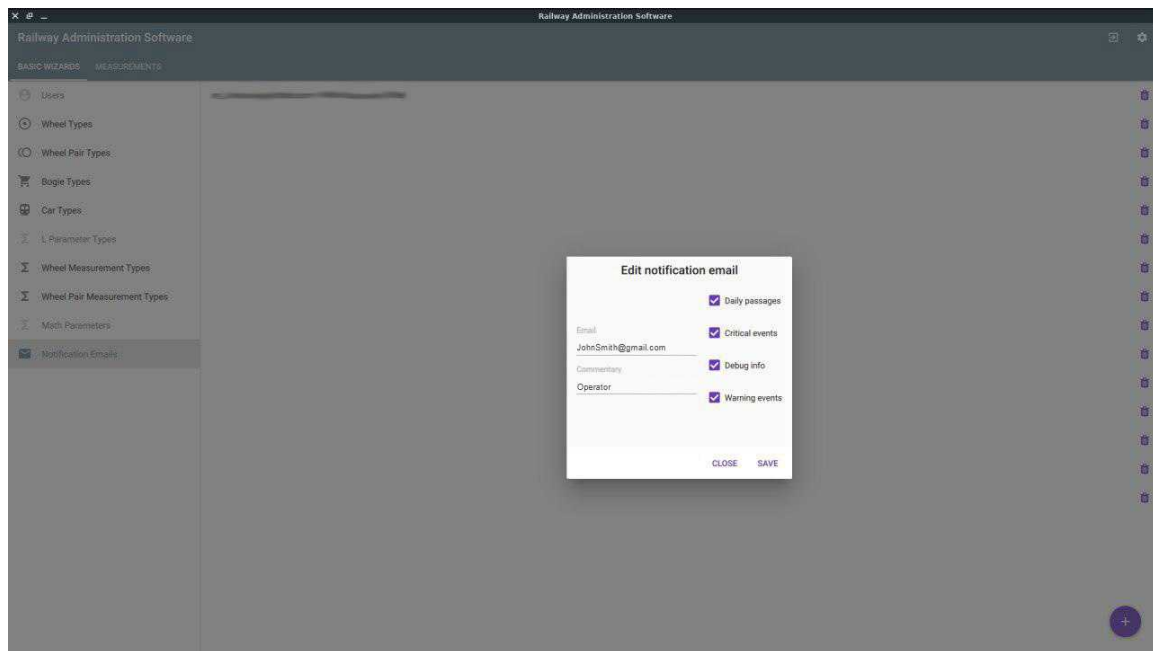 Railway Administration Software
Railway Administration Software
BASIC WIZARDS MEASUREMENTS
Users
Wheel Types
Wheel Pair Types
Bogie Types
Car Types
L Parameter Types
Wheel Measurement Types
Wheel Pair Measurement Types
Math Parameters
Notification Emails
Edit notification email
Daily passages
Email
Critical events
JohnSmith@gmail.com
Debug info
Commentary
Operator
Warning events
CLOSE SAVE